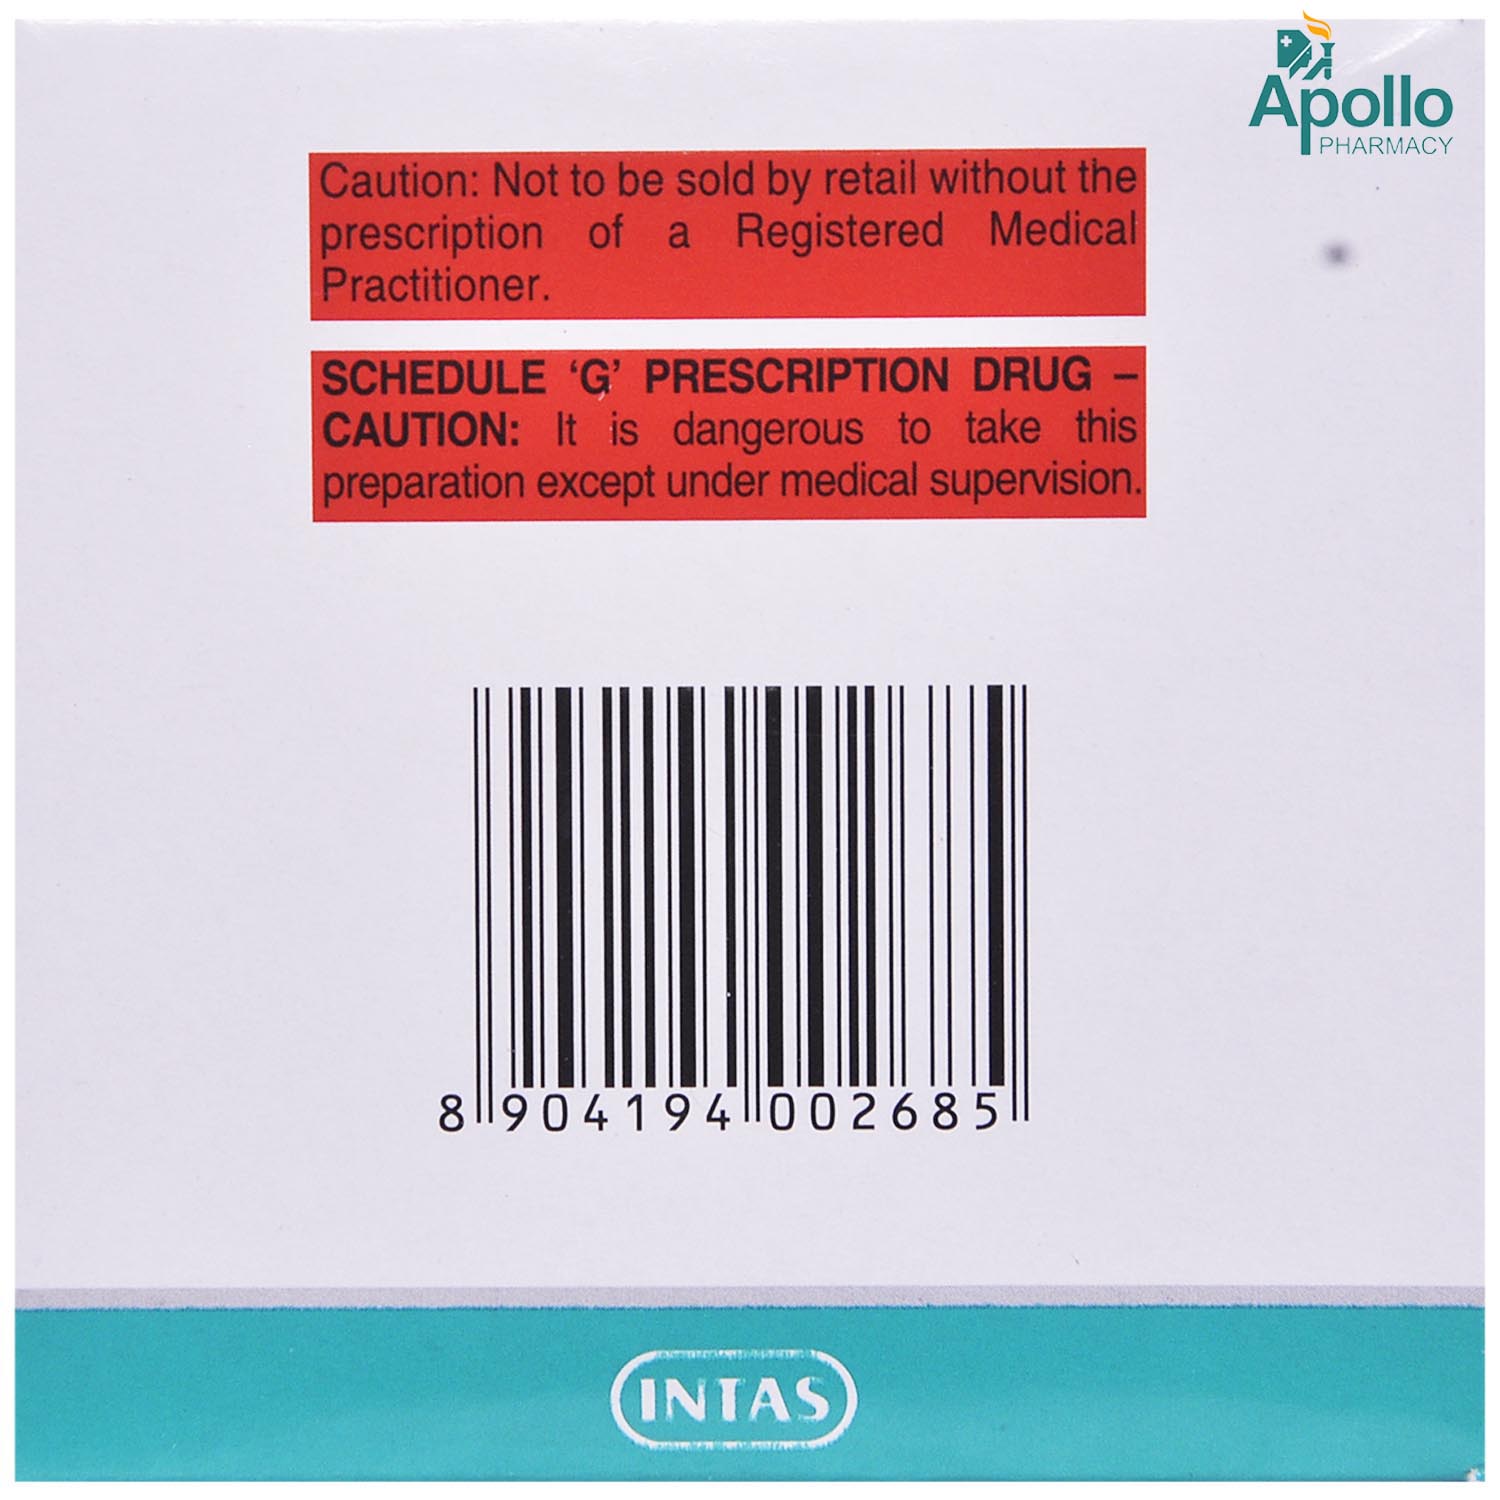 Apollo
PHARMACY
Caution: Not to be sold by retail without the
prescription of a Registered Medical
Practitioner.
SCHEDULE ‘G’ PRESCRIPTION DRUG –
CAUTION: It is dangerous to take this
preparation except under medical supervision.
8 904194 002685
INTAS